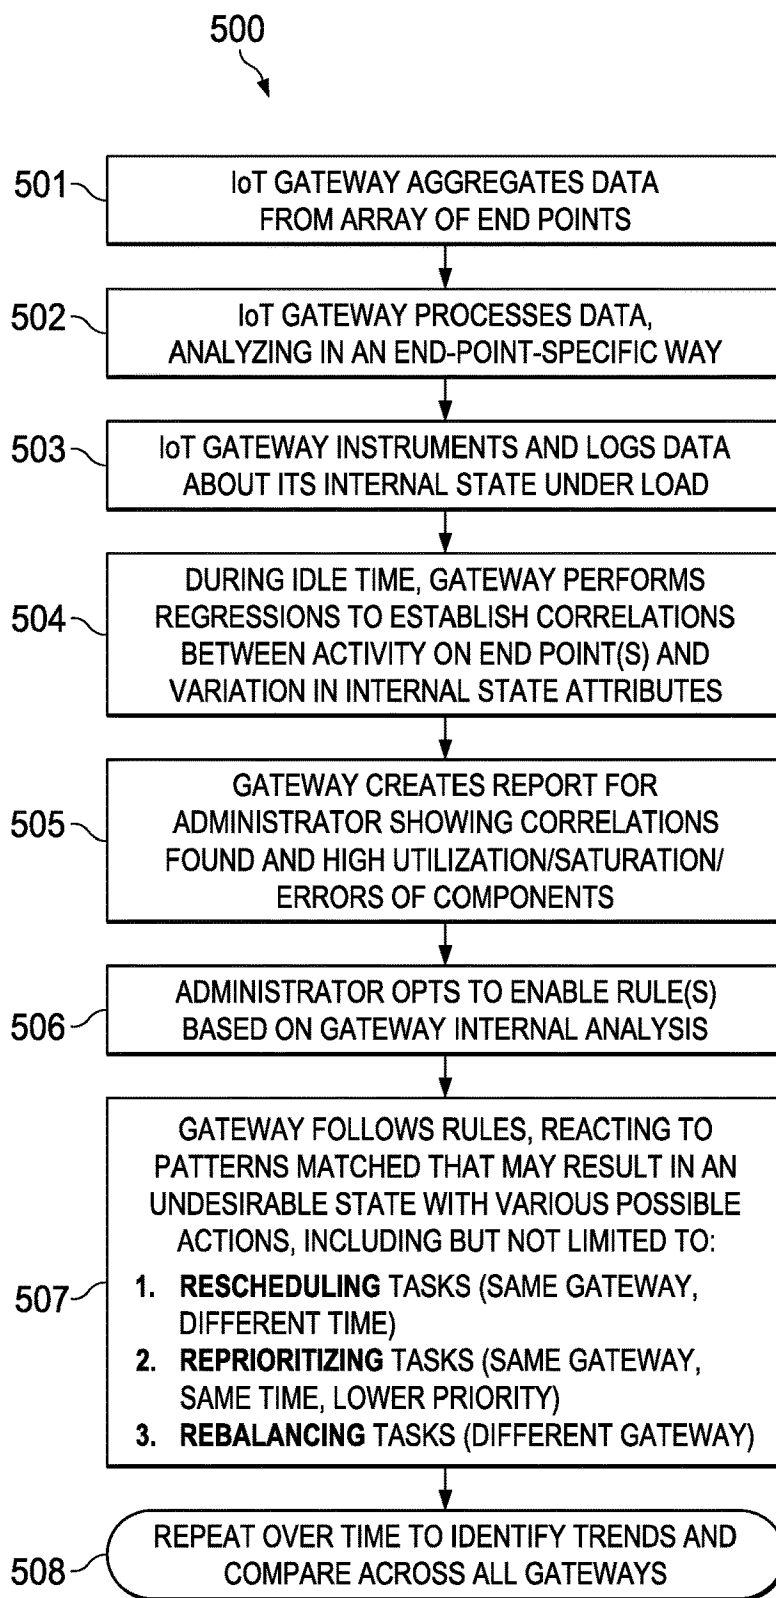 500
501
IoT GATEWAY AGGREGATES DATA
FROM ARRAY OF END POINTS
502
IoT GATEWAY PROCESSES DATA,
ANALYZING IN AN END-POINT-SPECIFIC WAY
503
IoT GATEWAY INSTRUMENTS AND LOGS DATA
ABOUT ITS INTERNAL STATE UNDER LOAD
504
DURING IDLE TIME, GATEWAY PERFORMS
REGRESSIONS TO ESTABLISH CORRELATIONS
BETWEEN ACTIVITY ON END POINT(S) AND
VARIATION IN INTERNAL STATE ATTRIBUTES
505
GATEWAY CREATES REPORT FOR
ADMINISTRATOR SHOWING CORRELATIONS
FOUND AND HIGH UTILIZATION/SATURATION/
ERRORS OF COMPONENTS
506
ADMINISTRATOR OPTS TO ENABLE RULE(S)
BASED ON GATEWAY INTERNAL ANALYSIS
507
GATEWAY FOLLOWS RULES, REACTING TO
PATTERNS MATCHED THAT MAY RESULT IN AN
UNDESIRABLE STATE WITH VARIOUS POSSIBLE
ACTIONS, INCLUDING BUT NOT LIMITED TO:
1. RESCHEDULING TASKS (SAME GATEWAY,
DIFFERENT TIME)
2. REPRIORITIZING TASKS (SAME GATEWAY,
SAME TIME, LOWER PRIORITY)
3. REBALANCING TASKS (DIFFERENT GATEWAY)
508
REPEAT OVER TIME TO IDENTIFY TRENDS AND
COMPARE ACROSS ALL GATEWAYS